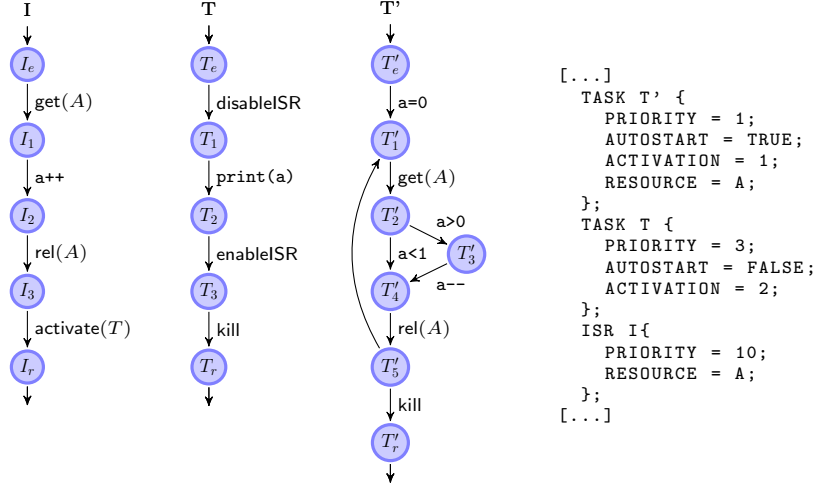 I
I_e
get(A)
I_1
a++
I_2
rel(A)
I_3
activate(T)
I_r
T
T_e
disableISR
T_1
print(a)
T_2
enableISR
T_3
kill
T_r
T'
T'_e
a=0
T'_1
get(A)
T'_2
a>0
a<1
T'_3
a--
T'_4
rel(A)
T'_5
kill
T'_r
[...]
TASK T' {
PRIORITY = 1;
AUTOSTART = TRUE;
ACTIVATION = 1;
RESOURCE = A;
};
TASK T {
PRIORITY = 3;
AUTOSTART = FALSE;
ACTIVATION = 2;
};
ISR I{
PRIORITY = 10;
RESOURCE = A;
};
[...]